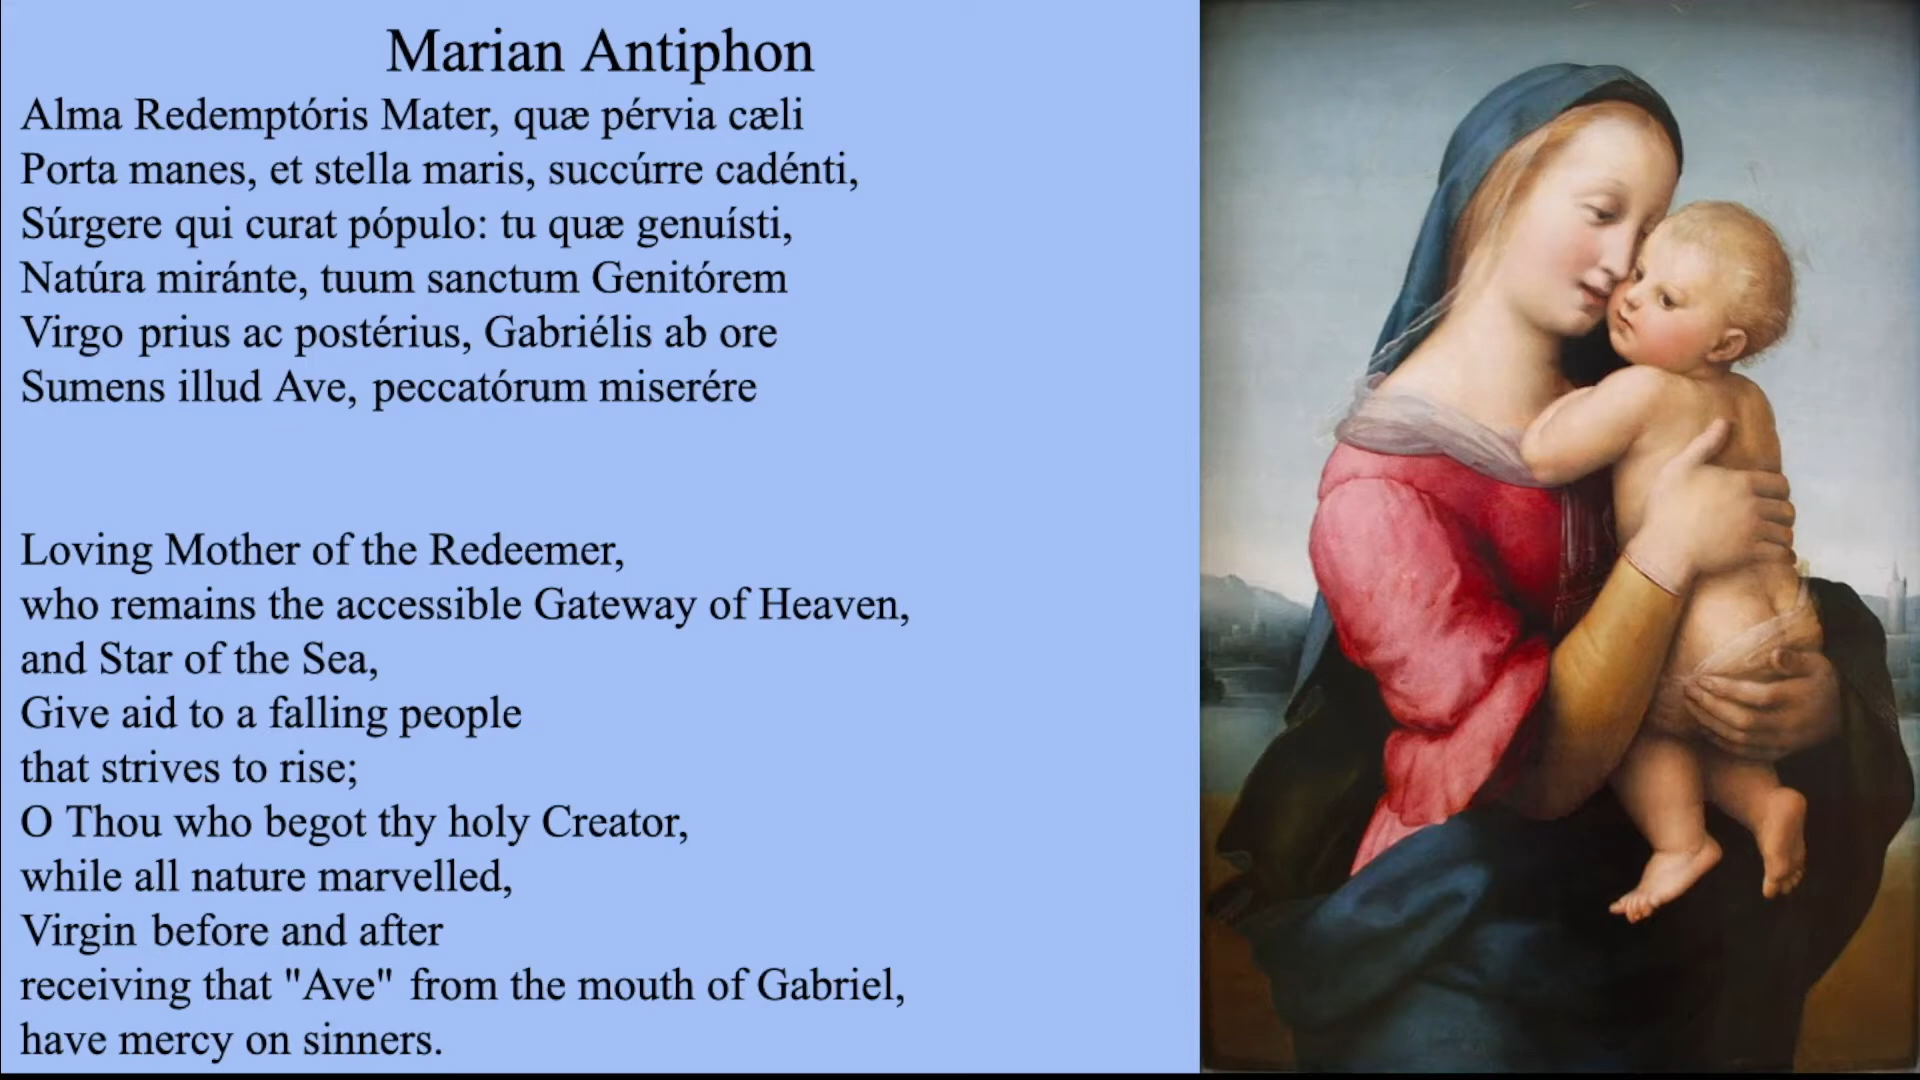 Marian Antiphon
Alma Redemptóris Mater, quæ pérvia cæli
Porta manes, et stella maris, succúrre cadénti,
Súrgere qui curat pópulo: tu quæ genuísti,
Natúra miránte, tuum sanctum Genitórem
Virgo prius ac postérius, Gabriélis ab ore
Sumens illud Ave, peccatórum miserére
Loving Mother of the Redeemer,
who remains the accessible Gateway of Heaven,
and Star of the Sea,
Give aid to a falling people
that strives to rise;
O Thou who begot thy holy Creator,
while all nature marvelled,
Virgin before and after
receiving that "Ave" from the mouth of Gabriel,
have mercy on sinners.